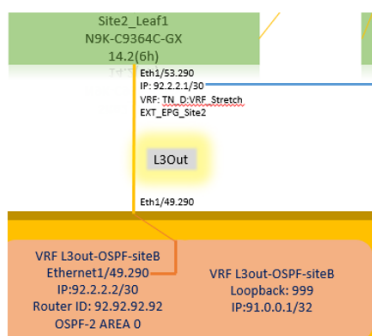 Site2_Leaf1
N9K-C9364C-GX
14.2(6h)
Eth1/53.290
IP: 92.2.2.1/30
VRF: TN_D:VRF_Stretch
EXT_EPG_Site2
L3Out
Eth1/49.290
VRF L3out-OSPF-siteB
Ethernet1/49.290
IP:92.2.2.2/30
Router ID: 92.92.92.92
OSPF-2 AREA 0
VRF L3out-OSPF-siteB
Loopback: 999
IP:91.0.0.1/32